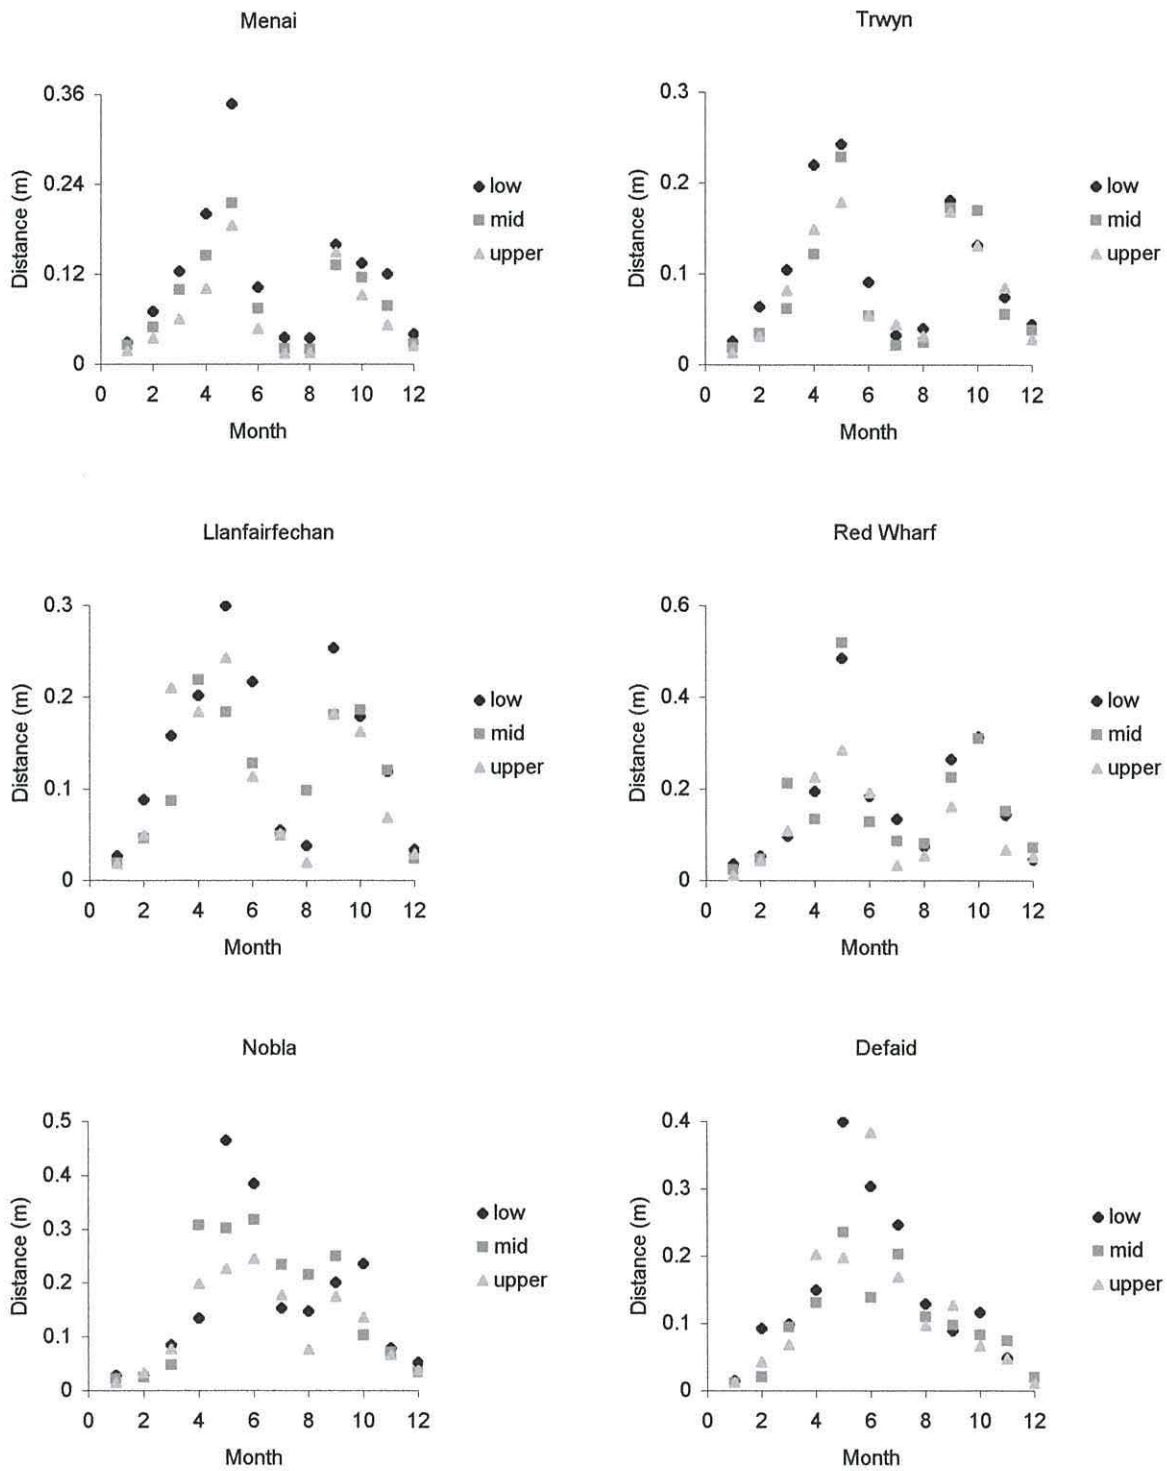 Menai
0.36
0.24
0.12
0
Distance (m)
0 2 4 6 8 10 12
Month
low
mid
upper
Trwyn
0.3
0.2
0.1
0
Distance (m)
0 2 4 6 8 10 12
Month
low
mid
upper
Llanfairfechan
0.3
0.2
0.1
0
Distance (m)
0 2 4 6 8 10 12
Month
low
mid
upper
Red Wharf
0.6
0.4
0.2
0
Distance (m)
0 2 4 6 8 10 12
Month
low
mid
upper
Nobla
0.5
0.4
0.3
0.2
0.1
0
Distance (m)
0 2 4 6 8 10 12
Month
low
mid
upper
Defaid
0.4
0.3
0.2
0.1
0
Distance (m)
0 2 4 6 8 10 12
Month
low
mid
upper